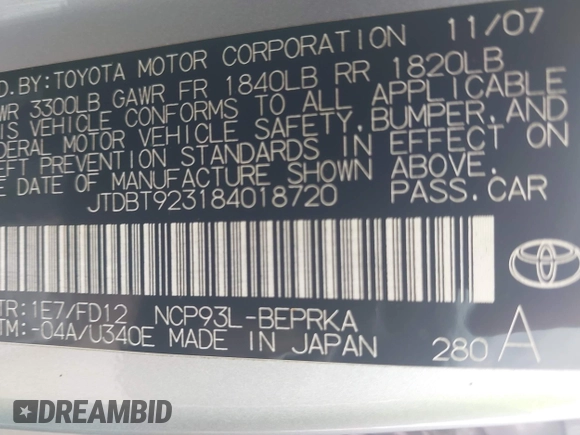 D.BY:TOYOTA MOTOR CORPORATION 11/07
WR 3300LB GAWR FR 1840LB RR 1820LB
IS VEHICLE CONFORMS TO ALL APPLICABLE
EDERAL MOTOR VEHICLE SAFETY,BUMPER,AND
EFT PREVENTION STANDARDS IN EFFECT ON
E DATE OF MANUFACTURE SHOWN ABOVE.
JTDBT923184018720 PASS.CAR
TR:1E7/FD12 NCP93L-BEPRKA
TM:-04A/U340E MADE IN JAPAN 280 A
DREAMBID